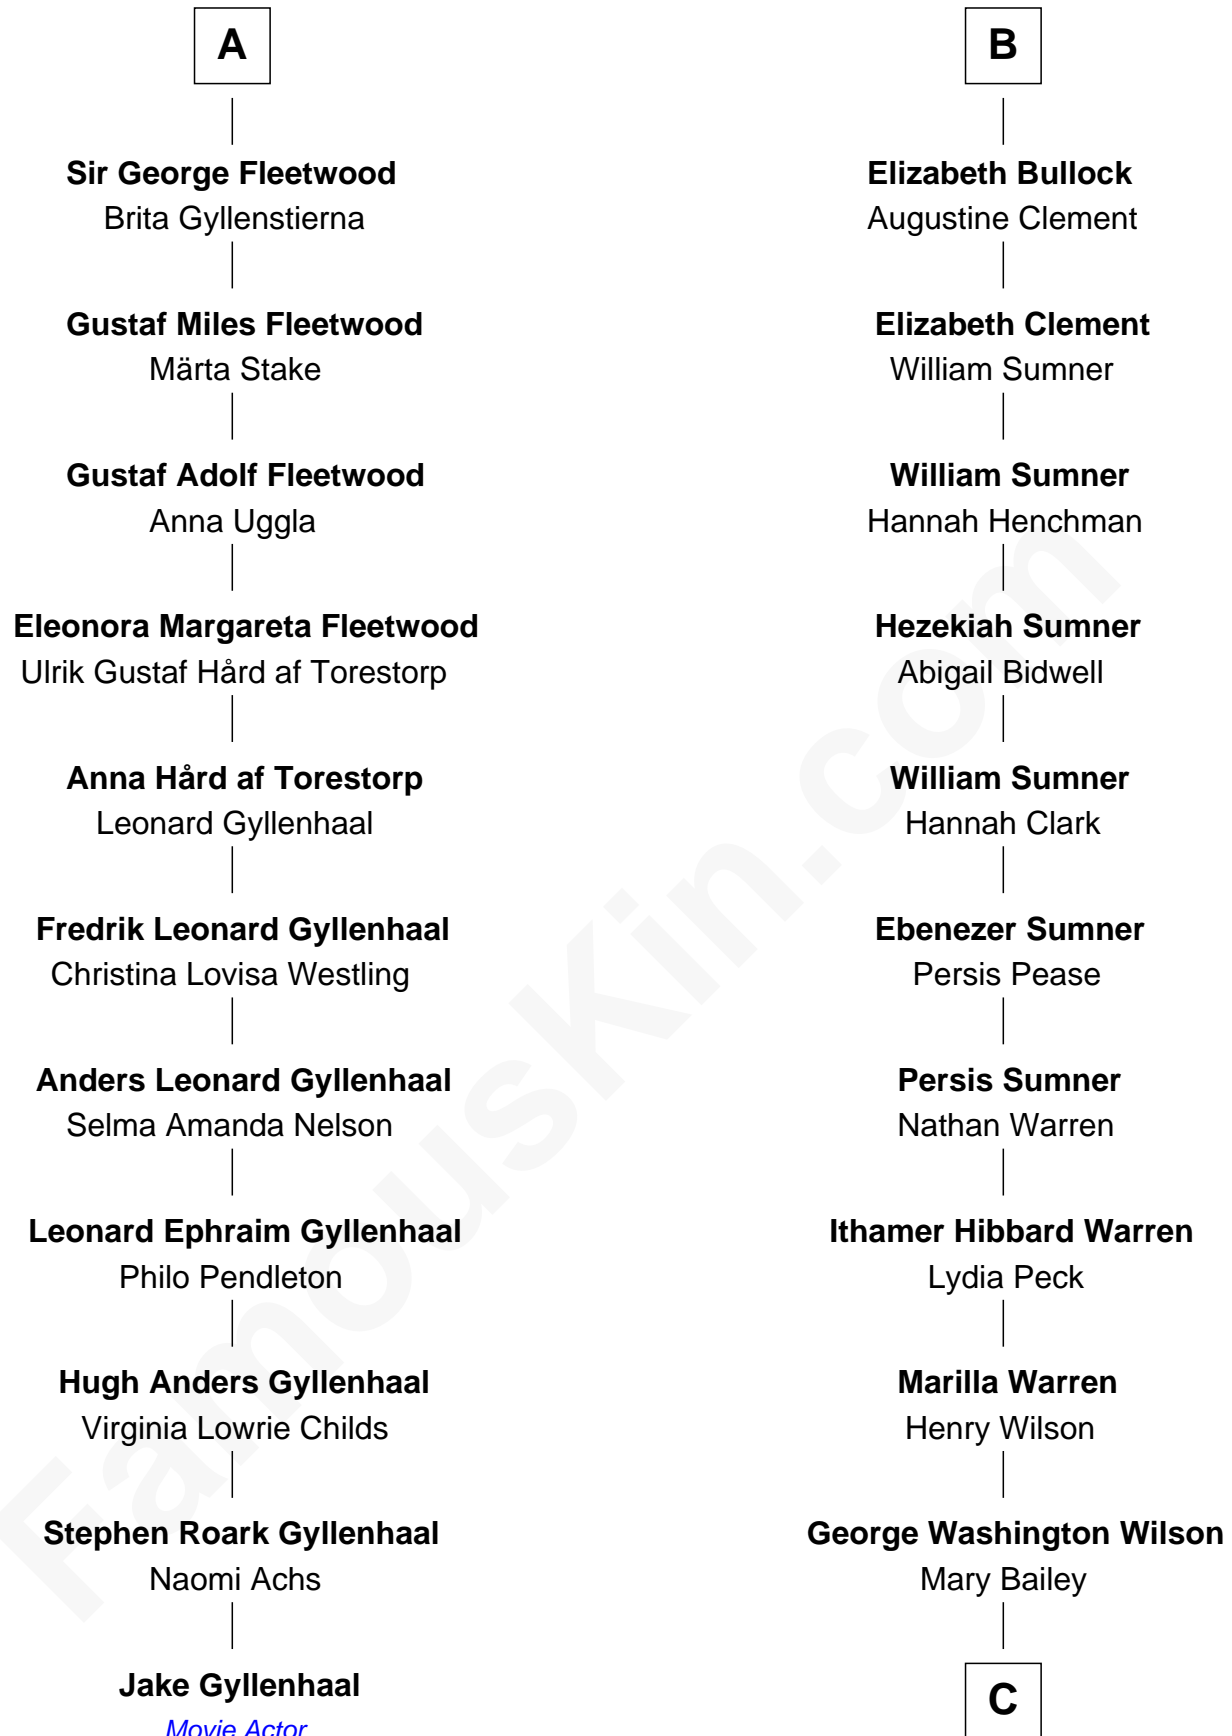 A
Sir George Fleetwood
Brita Gyllenstierna
Gustaf Miles Fleetwood
Märta Stake
Gustaf Adolf Fleetwood
Anna Uggla
Eleonora Margareta Fleetwood
Ulrik Gustaf Hård af Torestorp
Anna Hård af Torestorp
Leonard Gyllenhaal
Fredrik Leonard Gyllenhaal
Christina Lovisa Westling
Anders Leonard Gyllenhaal
Selma Amanda Nelson
Leonard Ephraim Gyllenhaal
Philo Pendleton
Hugh Anders Gyllenhaal
Virginia Lowrie Childs
Stephen Roark Gyllenhaal
Naomi Achs
Jake Gyllenhaal
Movie Actor
B
Elizabeth Bullock
Augustine Clement
Elizabeth Clement
William Sumner
William Sumner
Hannah Henchman
Hezekiah Sumner
Abigail Bidwell
William Sumner
Hannah Clark
Ebenezer Sumner
Persis Pease
Persis Sumner
Nathan Warren
Ithamer Hibbard Warren
Lydia Peck
Marilla Warren
Henry Wilson
George Washington Wilson
Mary Bailey
C
FamousKin.com